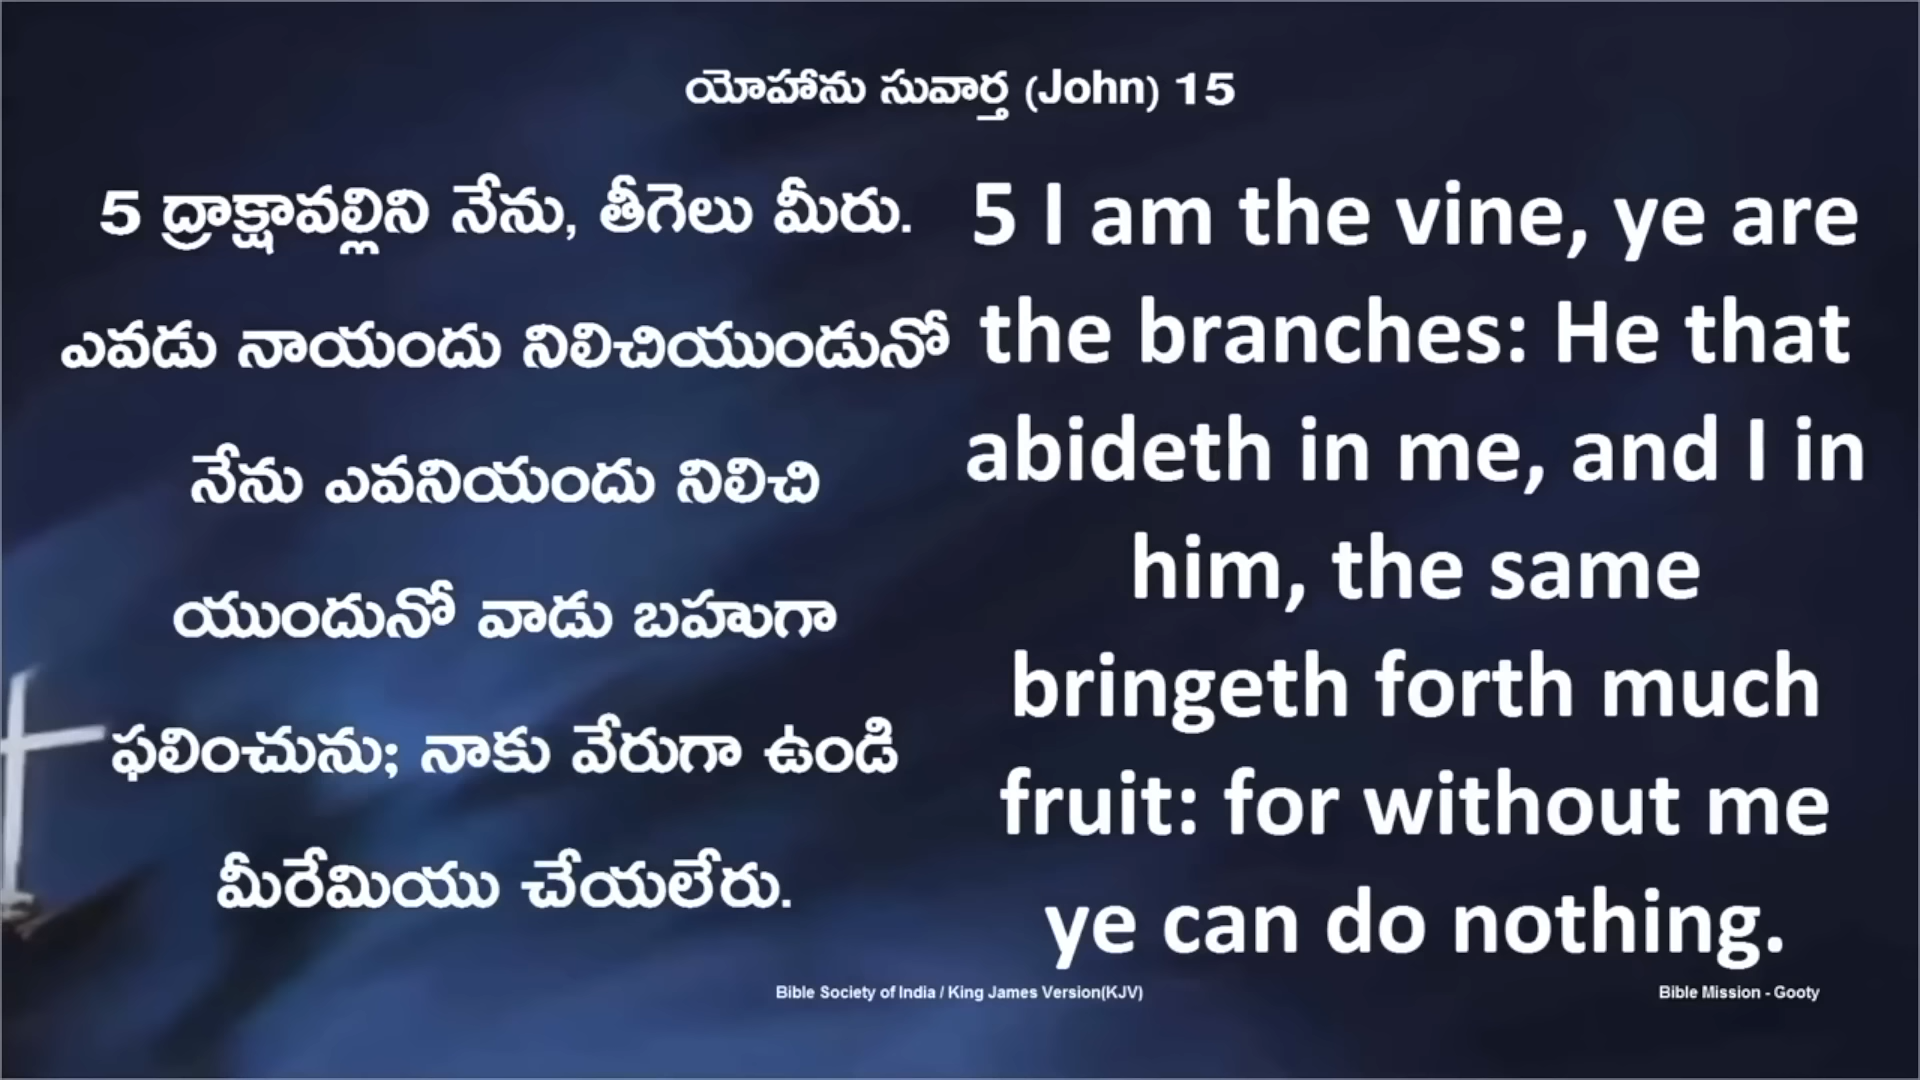 యోహాను సువార్త (John) 15
5 ద్రాక్షావల్లిని నేను, తీగెలు మీరు.
ఎవడు నాయందు నిలిచియుండునో
నేను ఎవనియందు నిలిచి
యుందునో వాడు బహుగా
ఫలించును; నాకు వేరుగా ఉండి
మీరేమియు చేయలేరు.
5 I am the vine, ye are
the branches: He that
abideth in me, and I in
him, the same
bringeth forth much
fruit: for without me
ye can do nothing.
Bible Society of India / King James Version(KJV)
Bible Mission - Gooty